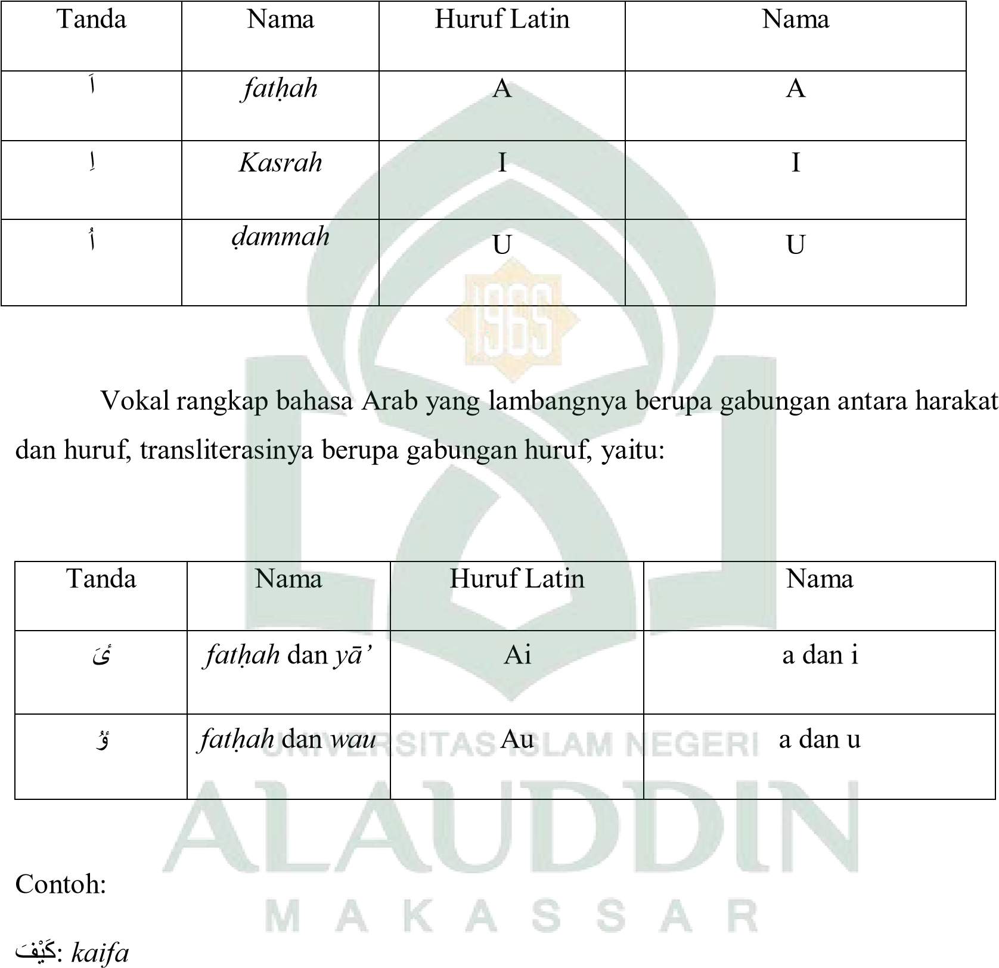 Tanda Nama Huruf Latin Nama
اَ fatḥah A A
اِ Kasrah I I
اُ ḍammah U U
1965
Vokal rangkap bahasa Arab yang lambangnya berupa gabungan antara harakat
dan huruf, transliterasinya berupa gabungan huruf, yaitu:
Tanda Nama Huruf Latin Nama
fatḥah dan yā’ Ai a dan i
fatḥah dan wau Au a dan u
UNIVERSITAS ISLAM NEGERI
ALAUDDIN
Contoh:
MAKASSAR
كَيْفَ: kaifa